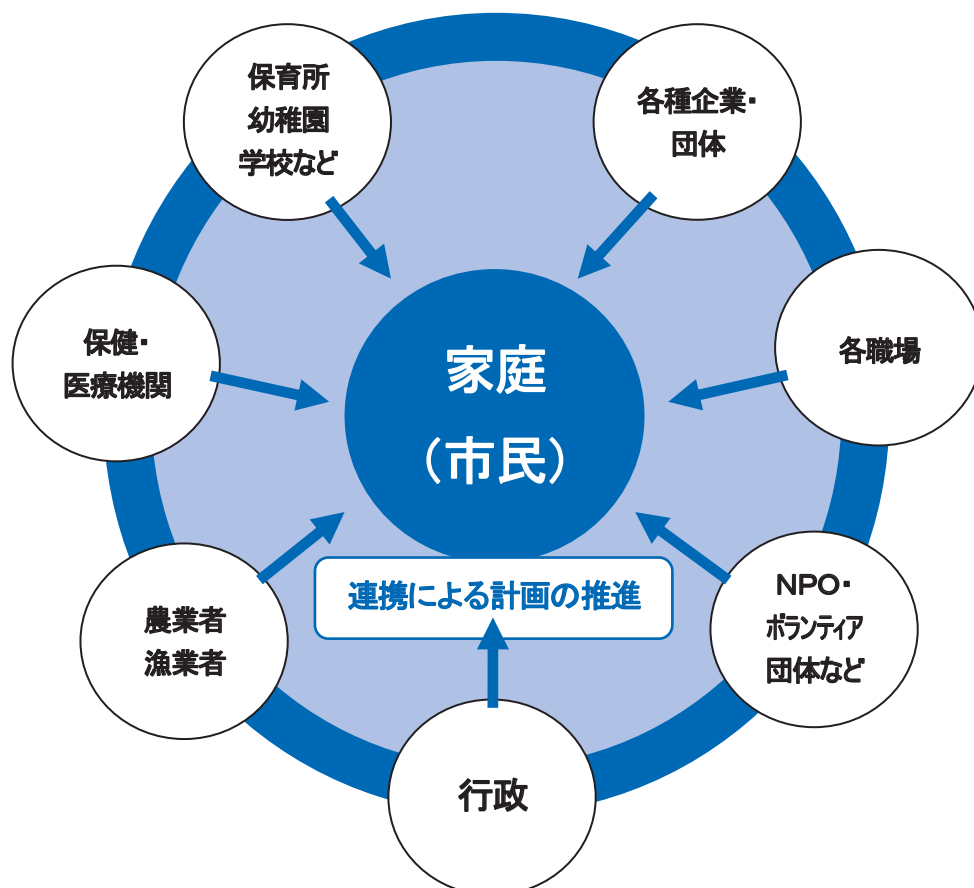 保育所
幼稚園
学校など
各種企業・
団体
保健・
医療機関
各職場
家庭
（市民）
連携による計画の推進
農業者
漁業者
NPO・
ボランティア
団体など
行政